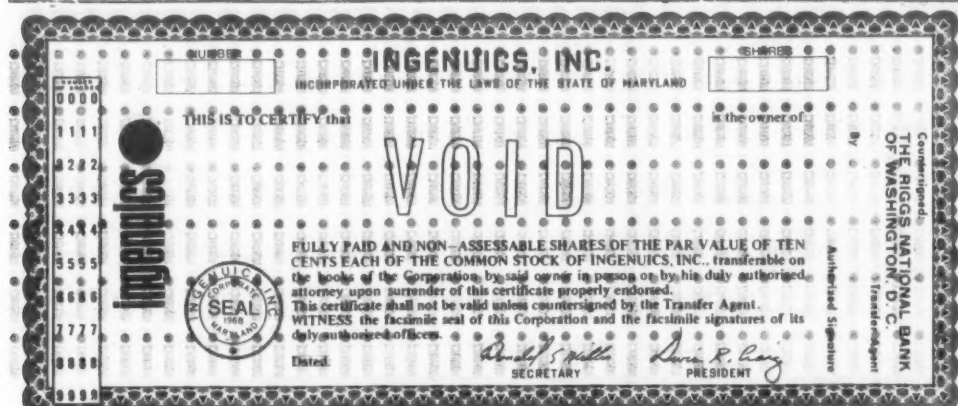 NUMBER
INGENUICS, INC.
SHARES
INCORPORATED UNDER THE LAWS OF THE STATE OF MARYLAND
THIS IS TO CERTIFY that
is the owner of
VOID
0000
1111
2222
3333
4444
5555
6666
7777
8888
9999
ingenuics
FULLY PAID AND NON-ASSESSABLE SHARES OF THE PAR VALUE OF TEN
CENTS EACH OF THE COMMON STOCK OF INGENUICS, INC., transferable on
the books of the Corporation by said owner in person or by his duly authorized
attorney upon surrender of this certificate properly endorsed.
This certificate shall not be valid unless countersigned by the Transfer Agent.
WITNESS the facsimile seal of this Corporation and the facsimile signatures of its
duly authorized officers.
Dated:
SECRETARY
PRESIDENT
INGENUICS INC
CORPORATE
SEAL
1968
MARYLAND
Countersigned:
THE RIGGS NATIONAL BANK
OF WASHINGTON, D. C.
Transfer Agent
By
Authorized Signature